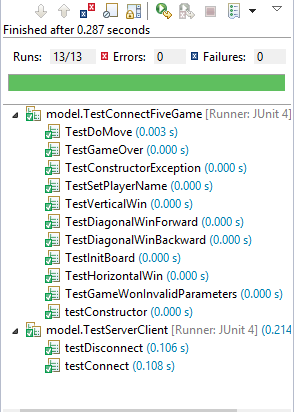 Finished after 0.287 seconds
Runs: 13/13 Errors: 0 Failures: 0
model.TestConnectFiveGame [Runner: JUnit 4]
TestDoMove (0.003 s)
TestGameOver (0.000 s)
TestConstructorException (0.000 s)
TestSetPlayerName (0.000 s)
TestVerticalWin (0.000 s)
TestDiagonalWinForward (0.000 s)
TestDiagonalWinBackward (0.000 s)
TestInitBoard (0.000 s)
TestHorizontalWin (0.000 s)
TestGameWonInvalidParameters (0.000 s)
testConstructor (0.000 s)
model.TestServerClient [Runner: JUnit 4] (0.214
testDisconnect (0.106 s)
testConnect (0.108 s)